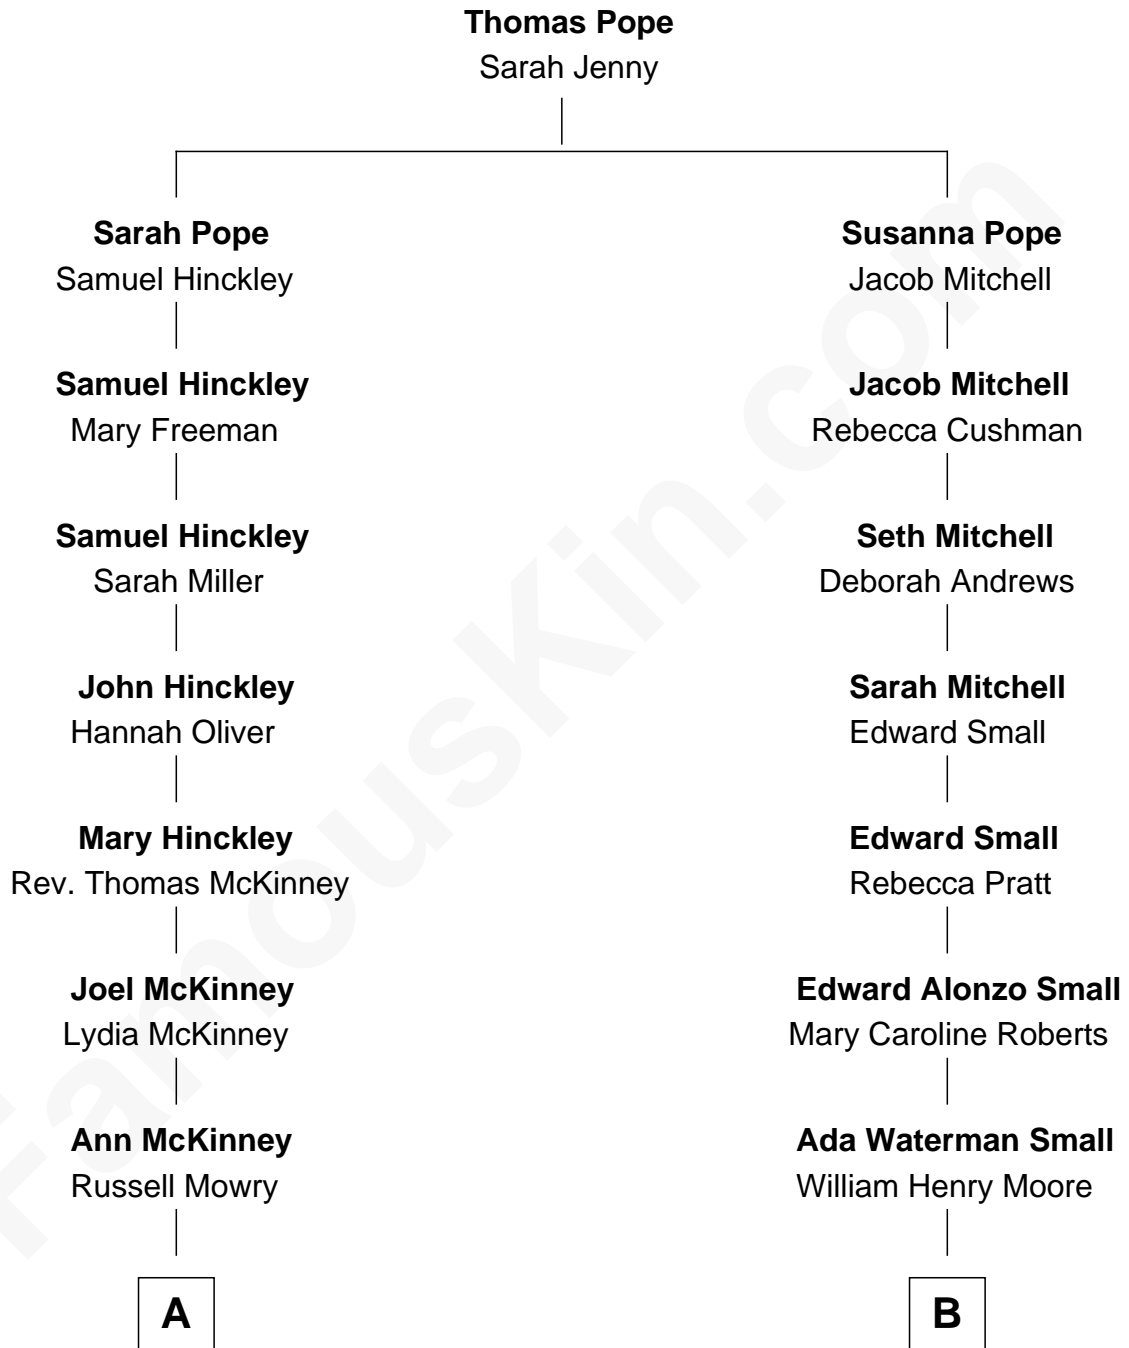 Thomas Pope
Sarah Jenny
Sarah Pope
Samuel Hinckley
Samuel Hinckley
Mary Freeman
Samuel Hinckley
Sarah Miller
John Hinckley
Hannah Oliver
Mary Hinckley
Rev. Thomas McKinney
Joel McKinney
Lydia McKinney
Ann McKinney
Russell Mowry
A
Susanna Pope
Jacob Mitchell
Jacob Mitchell
Rebecca Cushman
Seth Mitchell
Deborah Andrews
Sarah Mitchell
Edward Small
Edward Small
Rebecca Pratt
Edward Alonzo Small
Mary Caroline Roberts
Ada Waterman Small
William Henry Moore
B
FamousKin.com